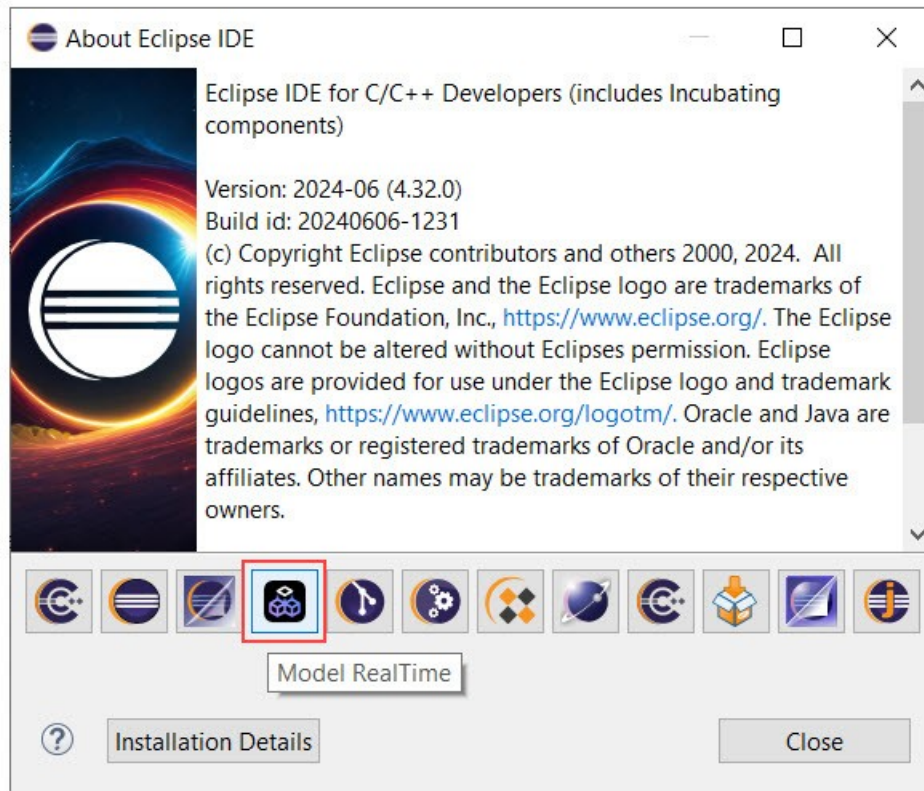 About Eclipse IDE
Eclipse IDE for C/C++ Developers (includes Incubating
components)
Version: 2024-06 (4.32.0)
Build id: 20240606-1231
(c) Copyright Eclipse contributors and others 2000, 2024.  All
rights reserved. Eclipse and the Eclipse logo are trademarks of
the Eclipse Foundation, Inc., https://www.eclipse.org/. The Eclipse
logo cannot be altered without Eclipses permission. Eclipse
logos are provided for use under the Eclipse logo and trademark
guidelines, https://www.eclipse.org/logotm/. Oracle and Java are
trademarks or registered trademarks of Oracle and/or its
affiliates. Other names may be trademarks of their respective
owners.
Model RealTime
Installation Details
Close